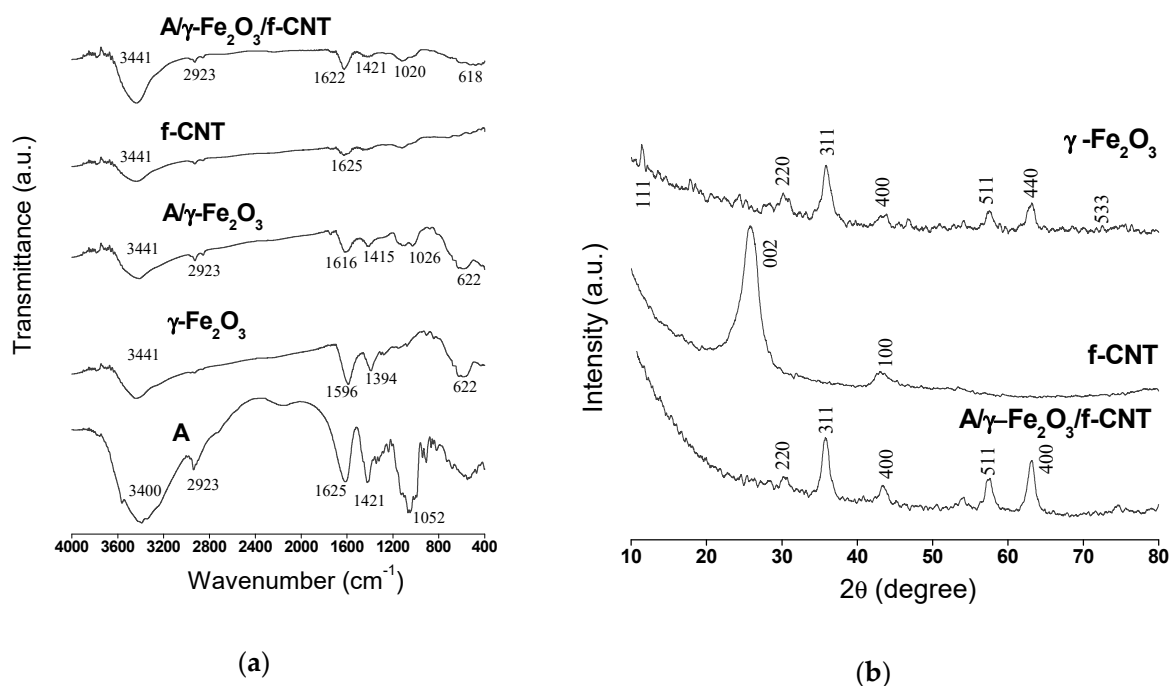 A/γ-Fe₂O₃/f-CNT
3441
2923
1622
1421
1020
618
f-CNT
3441
1625
A/γ-Fe₂O₃
3441
2923
1616
1415
1026
622
γ-Fe₂O₃
3441
1596
1394
622
A
3400
2923
1625
1421
1052
4000 3600 2800 2000 1600 1200 800 400
Wavenumber (cm⁻¹)
Transmittance (a.u.)
(a)
γ -Fe₂O₃
111
220
311
400
511
440
533
002
100
f-CNT
A/γ–Fe₂O₃/f-CNT
220
311
400
511
400
10 20 30 40 50 60 70 80
2θ (degree)
Intensity (a.u.)
(b)